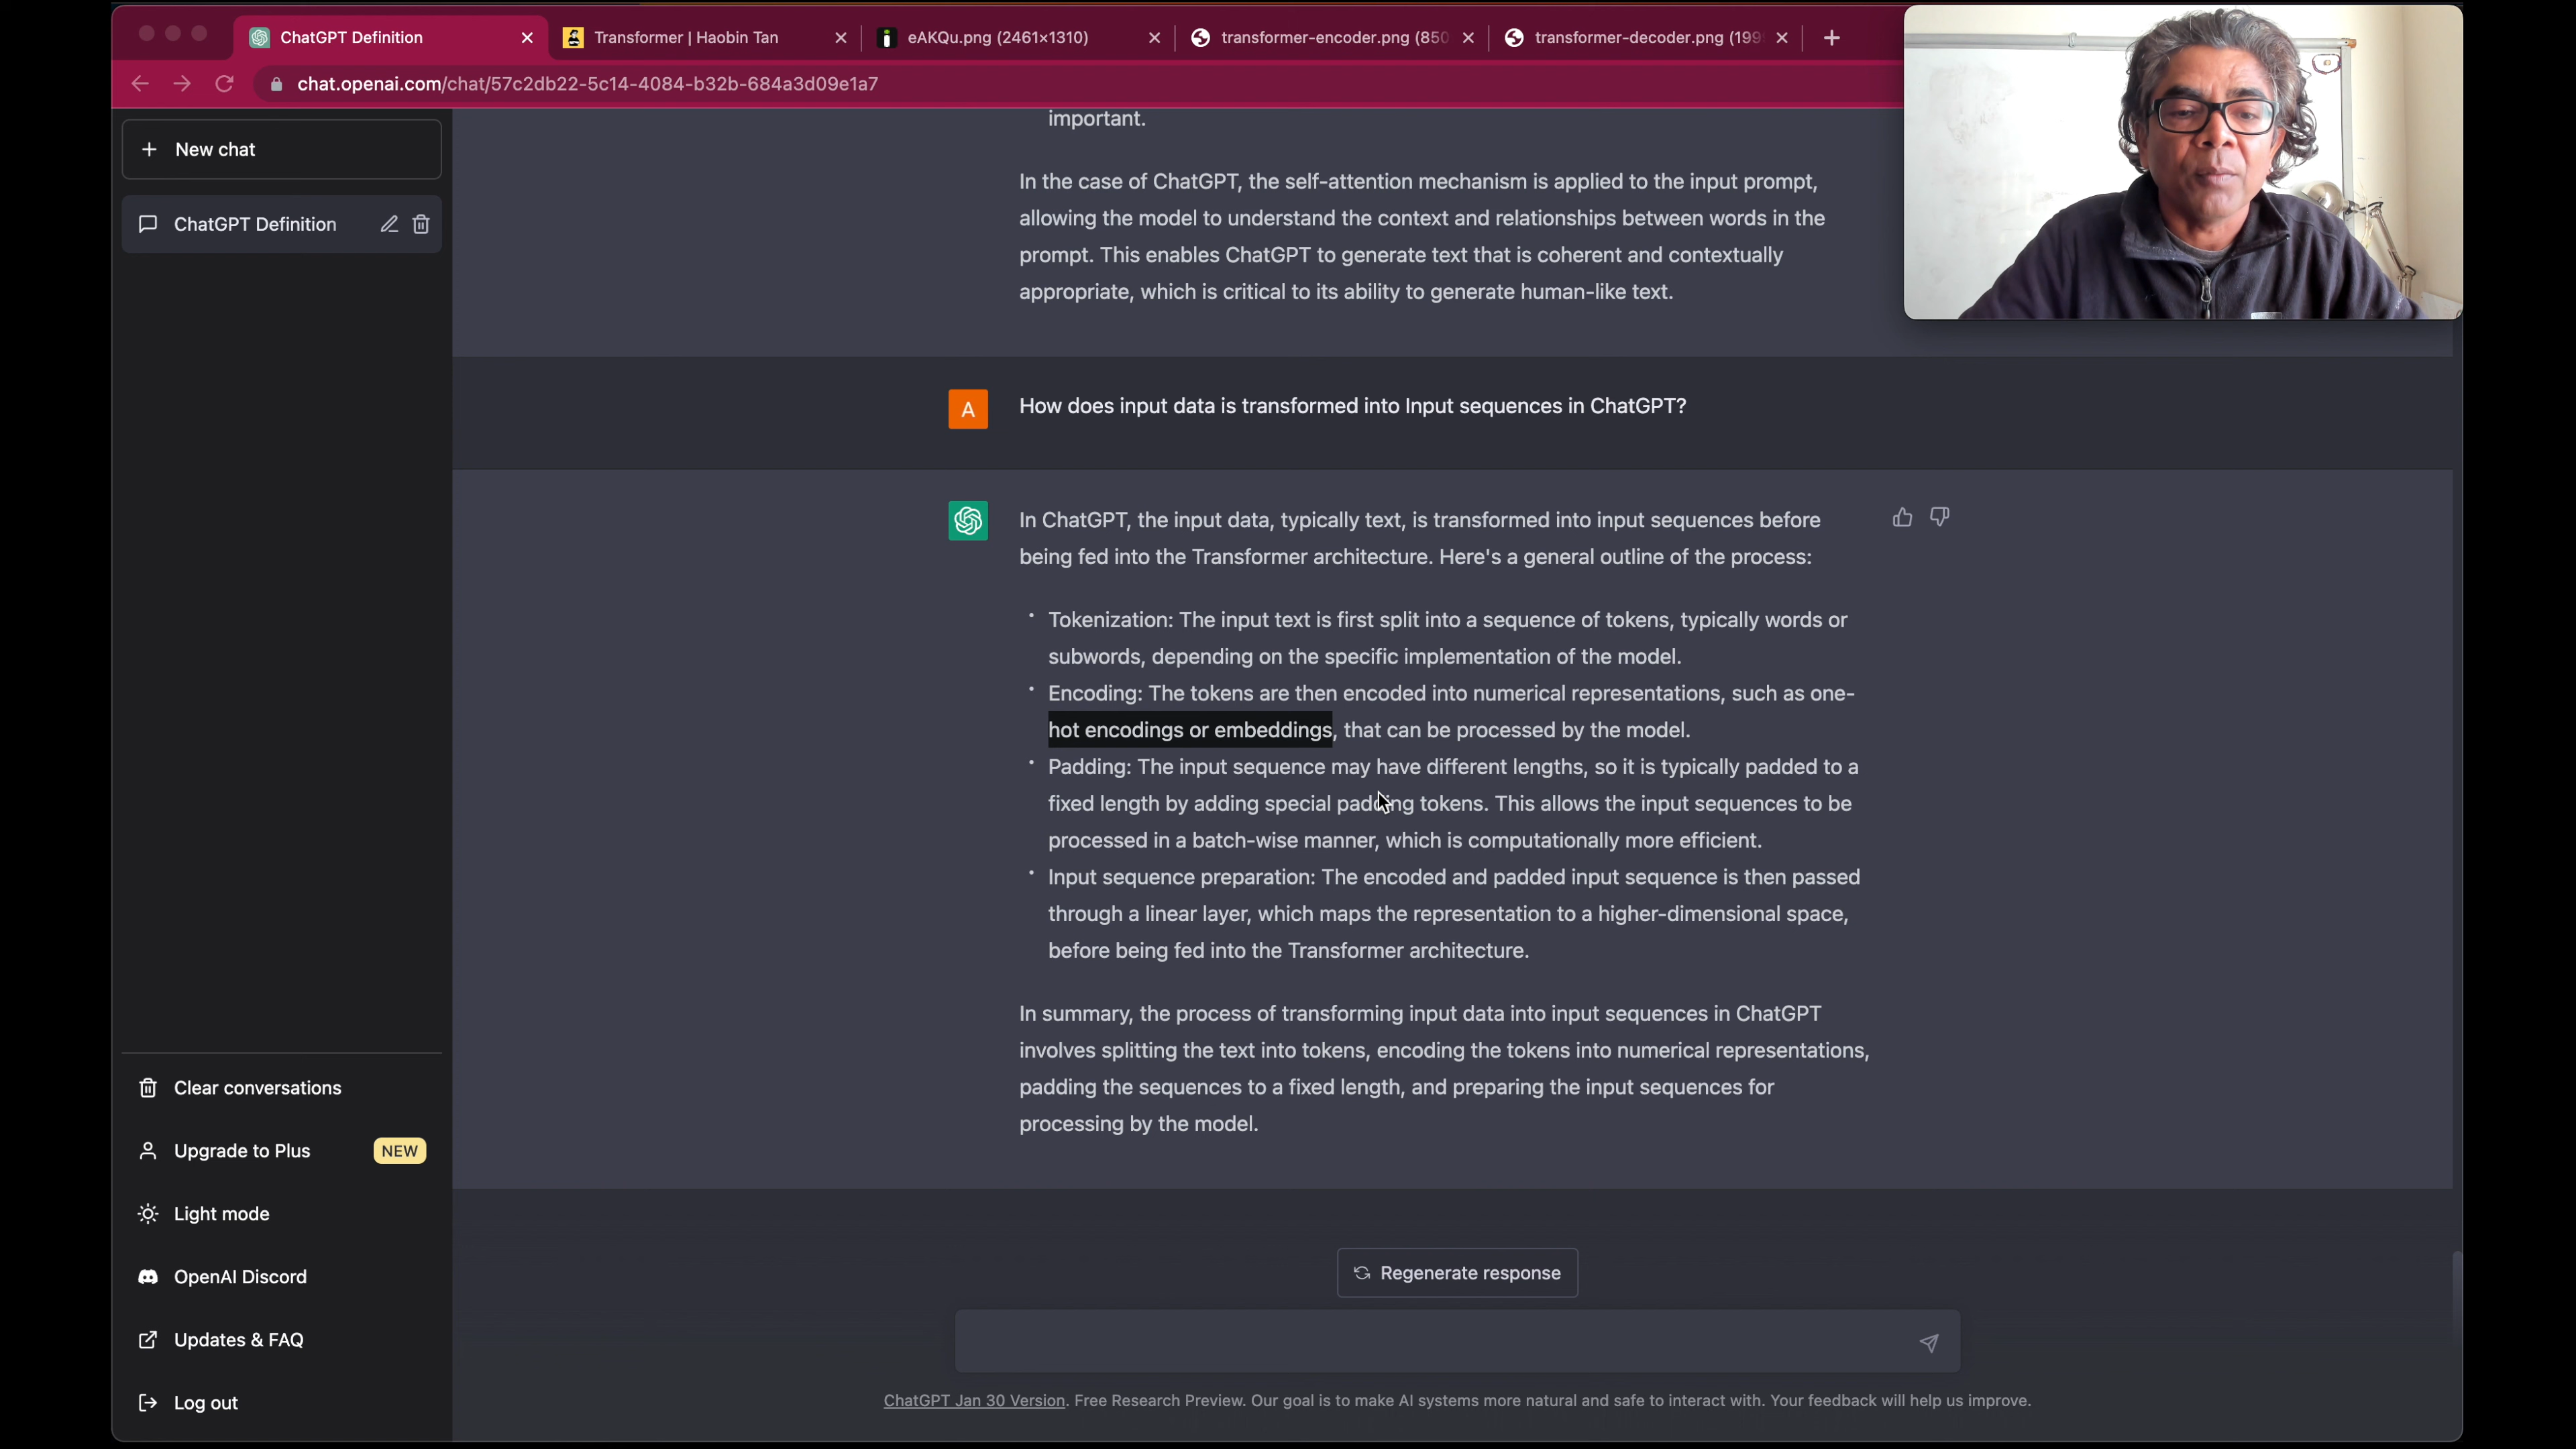 ChatGPT Definition
Transformer | Haobin Tan
eAKQu.png (2461×1310)
transformer-encoder.png (850
transformer-decoder.png (199
chat.openai.com/chat/57c2db22-5c14-4084-b32b-684a3d09e1a7
New chat
ChatGPT Definition
important.
In the case of ChatGPT, the self-attention mechanism is applied to the input prompt,
allowing the model to understand the context and relationships between words in the
prompt. This enables ChatGPT to generate text that is coherent and contextually
appropriate, which is critical to its ability to generate human-like text.
A
How does input data is transformed into Input sequences in ChatGPT?
In ChatGPT, the input data, typically text, is transformed into input sequences before
being fed into the Transformer architecture. Here's a general outline of the process:
• Tokenization: The input text is first split into a sequence of tokens, typically words or
subwords, depending on the specific implementation of the model.
• Encoding: The tokens are then encoded into numerical representations, such as one-
hot encodings or embeddings, that can be processed by the model.
• Padding: The input sequence may have different lengths, so it is typically padded to a
fixed length by adding special padding tokens. This allows the input sequences to be
processed in a batch-wise manner, which is computationally more efficient.
• Input sequence preparation: The encoded and padded input sequence is then passed
through a linear layer, which maps the representation to a higher-dimensional space,
before being fed into the Transformer architecture.
In summary, the process of transforming input data into input sequences in ChatGPT
involves splitting the text into tokens, encoding the tokens into numerical representations,
padding the sequences to a fixed length, and preparing the input sequences for
processing by the model.
Clear conversations
Upgrade to Plus
NEW
Light mode
OpenAI Discord
Updates & FAQ
Log out
Regenerate response
ChatGPT Jan 30 Version. Free Research Preview. Our goal is to make AI systems more natural and safe to interact with. Your feedback will help us improve.